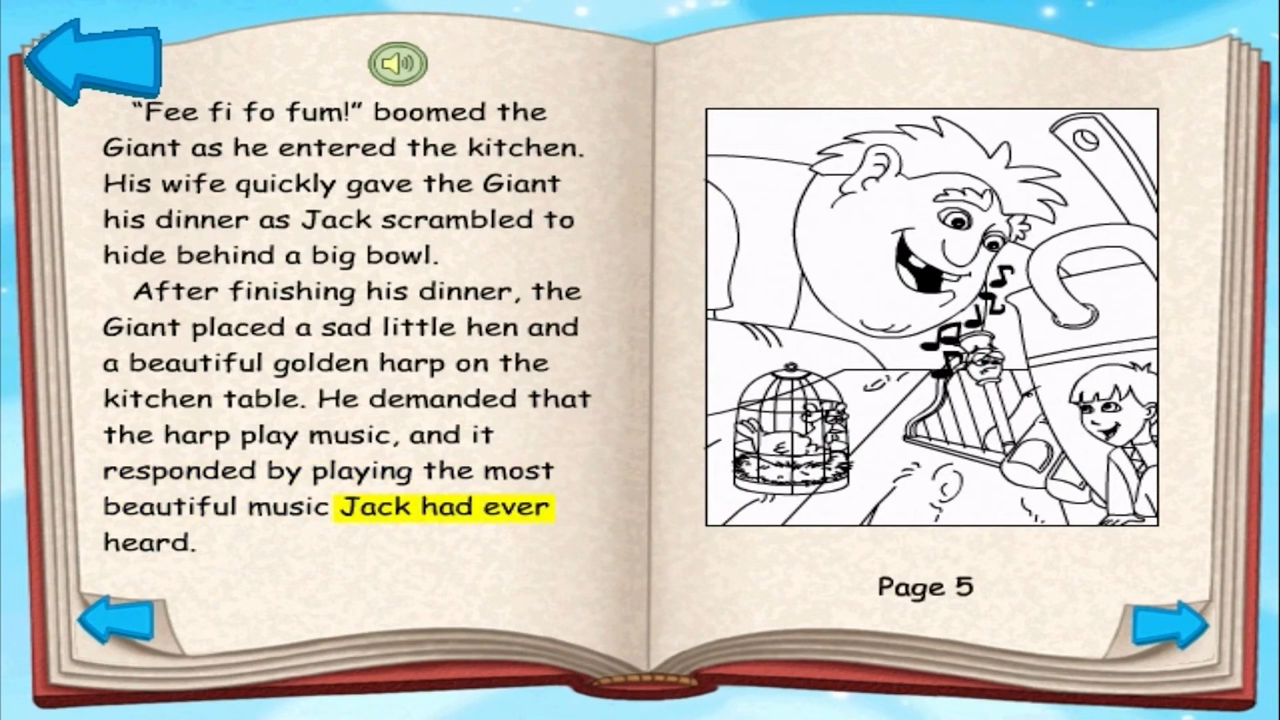 “Fee fi fo fum!” boomed the
Giant as he entered the kitchen.
His wife quickly gave the Giant
his dinner as Jack scrambled to
hide behind a big bowl.
After finishing his dinner, the
Giant placed a sad little hen and
a beautiful golden harp on the
kitchen table. He demanded that
the harp play music, and it
responded by playing the most
beautiful music Jack had ever
heard.
Page 5